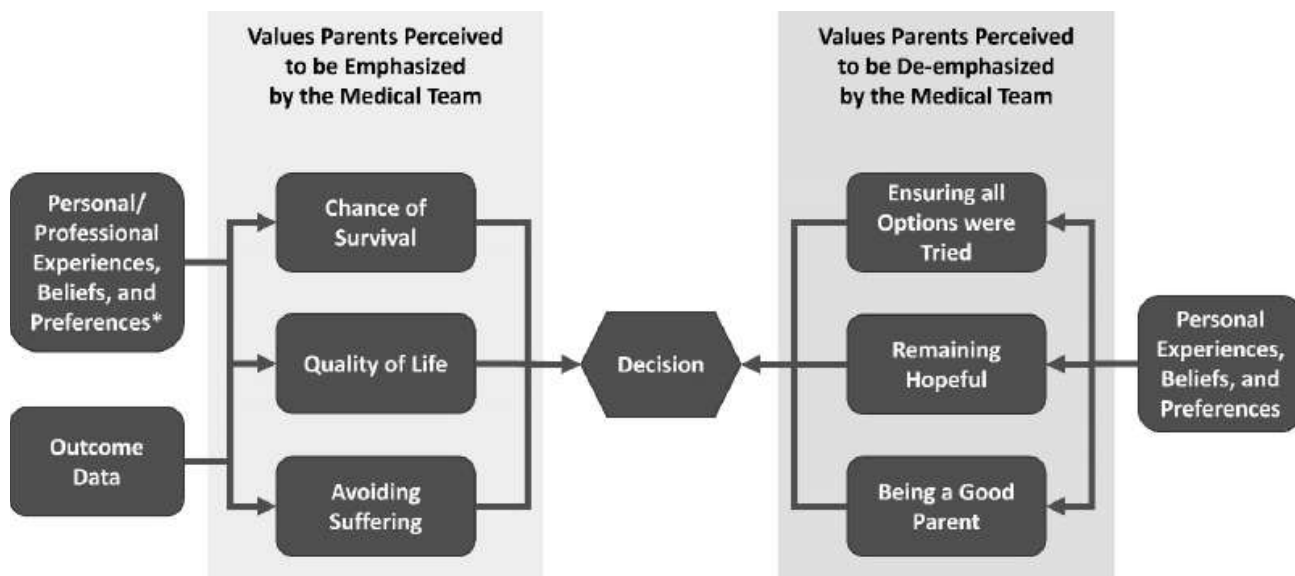 Values Parents Perceived
to be Emphasized
by the Medical Team
Values Parents Perceived
to be De-emphasized
by the Medical Team
Personal/
Professional
Experiences,
Beliefs, and
Preferences*
Outcome
Data
Chance of
Survival
Quality of Life
Avoiding
Suffering
Decision
Ensuring all
Options were
Tried
Remaining
Hopeful
Being a Good
Parent
Personal
Experiences,
Beliefs, and
Preferences